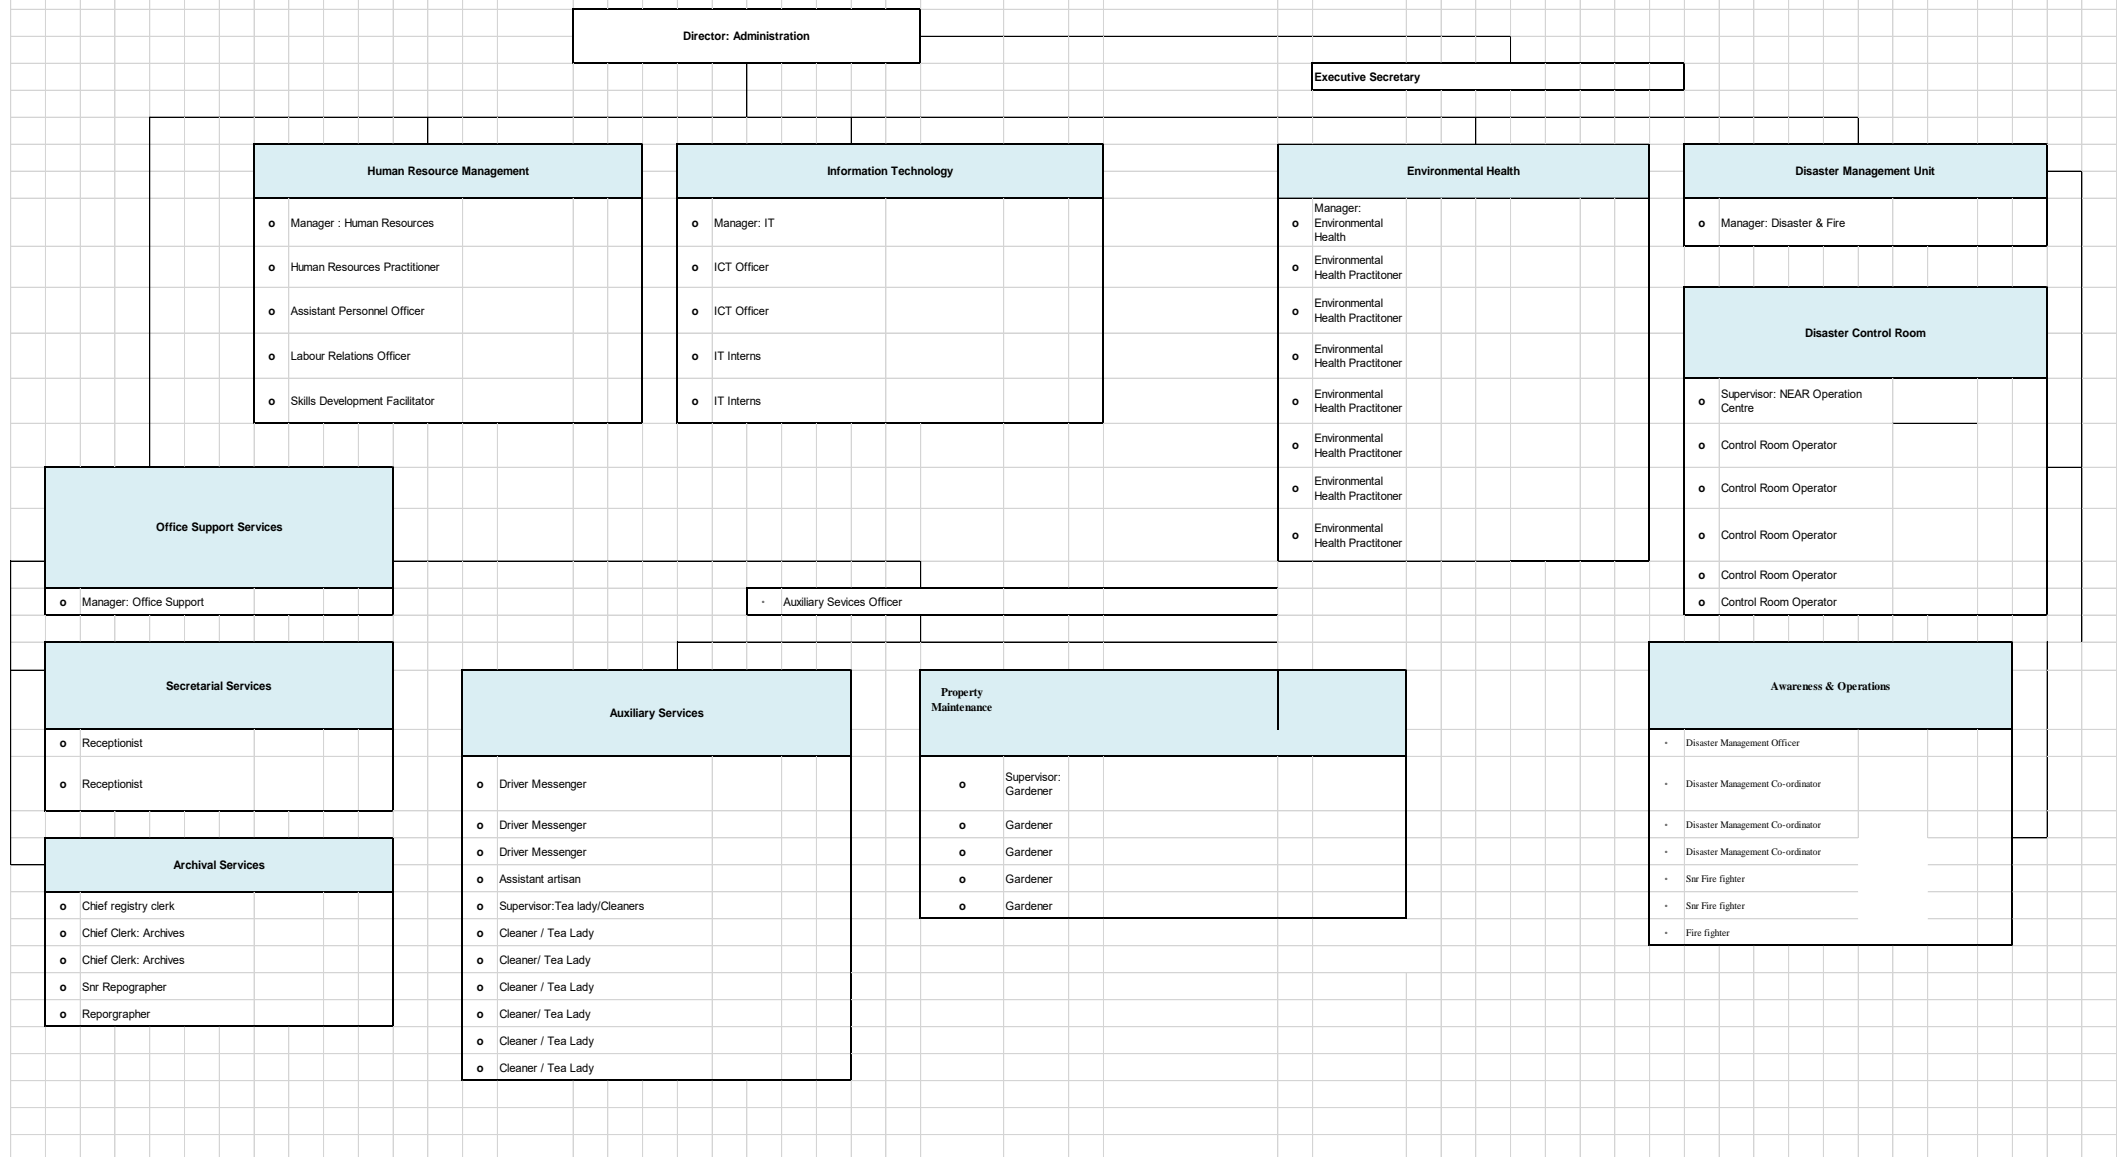 Director: Administration
Executive Secretary
Human Resource Management
o Manager : Human Resources
o Human Resources Practitioner
o Assistant Personnel Officer
o Labour Relations Officer
o Skills Development Facilitator
Information Technology
o Manager: IT
o ICT Officer
o ICT Officer
o IT Interns
o IT Interns
Environmental Health
Manager:
o Environmental
Health
o Environmental
Health Practitoner
o Environmental
Health Practitoner
o Environmental
Health Practitoner
o Environmental
Health Practitoner
o Environmental
Health Practitoner
o Environmental
Health Practitoner
o Environmental
Health Practitoner
Disaster Management Unit
o Manager: Disaster & Fire
Disaster Control Room
o Supervisor: NEAR Operation
Centre
o Control Room Operator
o Control Room Operator
o Control Room Operator
o Control Room Operator
o Control Room Operator
Office Support Services
o Manager: Office Support
· Auxiliary Sevices Officer
Secretarial Services
o Receptionist
o Receptionist
Archival Services
o Chief registry clerk
o Chief Clerk: Archives
o Chief Clerk: Archives
o Snr Repographer
o Reporgrapher
Auxiliary Services
o Driver Messenger
o Driver Messenger
o Driver Messenger
o Assistant artisan
o Supervisor:Tea lady/Cleaners
o Cleaner / Tea Lady
o Cleaner/ Tea Lady
o Cleaner / Tea Lady
o Cleaner/ Tea Lady
o Cleaner / Tea Lady
o Cleaner / Tea Lady
Property
Maintenance
o Supervisor:
Gardener
o Gardener
o Gardener
o Gardener
o Gardener
Awareness & Operations
· Disaster Management Officer
· Disaster Management Co-ordinator
· Disaster Management Co-ordinator
· Disaster Management Co-ordinator
· Snr Fire fighter
· Snr Fire fighter
· Fire fighter